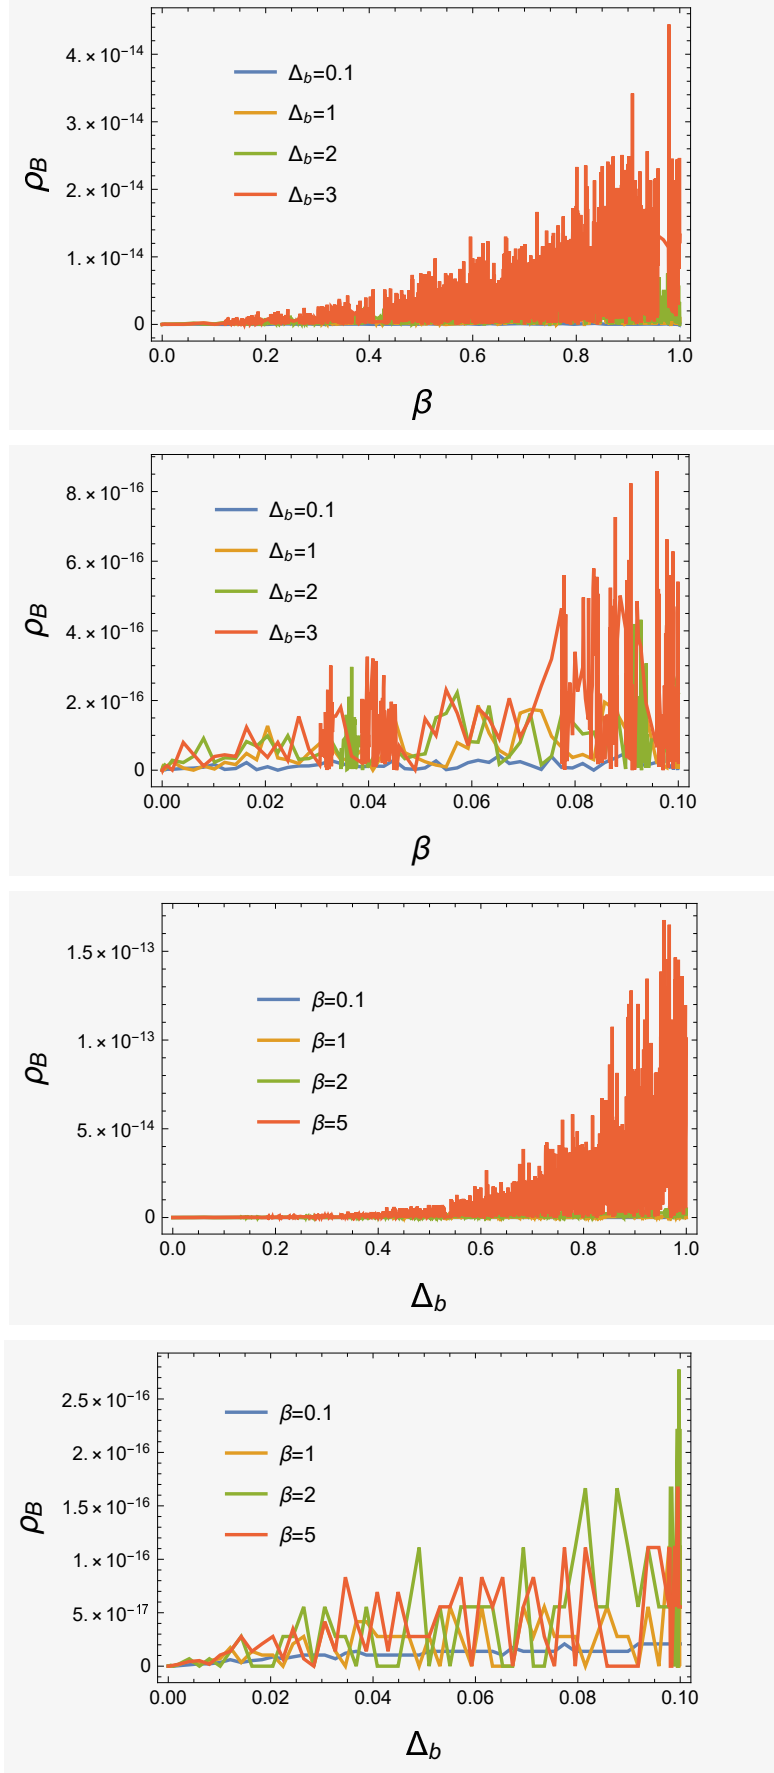 4. × 10⁻¹⁴
3. × 10⁻¹⁴
2. × 10⁻¹⁴
1. × 10⁻¹⁴
0
ρB
Δb=0.1
Δb=1
Δb=2
Δb=3
0.0 0.2 0.4 0.6 0.8 1.0
β
8. × 10⁻¹⁶
6. × 10⁻¹⁶
4. × 10⁻¹⁶
2. × 10⁻¹⁶
0
ρB
Δb=0.1
Δb=1
Δb=2
Δb=3
0.00 0.02 0.04 0.06 0.08 0.10
β
1.5 × 10⁻¹³
1. × 10⁻¹³
5. × 10⁻¹⁴
0
ρB
β=0.1
β=1
β=2
β=5
0.0 0.2 0.4 0.6 0.8 1.0
Δb
2.5 × 10⁻¹⁶
2. × 10⁻¹⁶
1.5 × 10⁻¹⁶
1. × 10⁻¹⁶
5. × 10⁻¹⁷
0
ρB
β=0.1
β=1
β=2
β=5
0.00 0.02 0.04 0.06 0.08 0.10
Δb